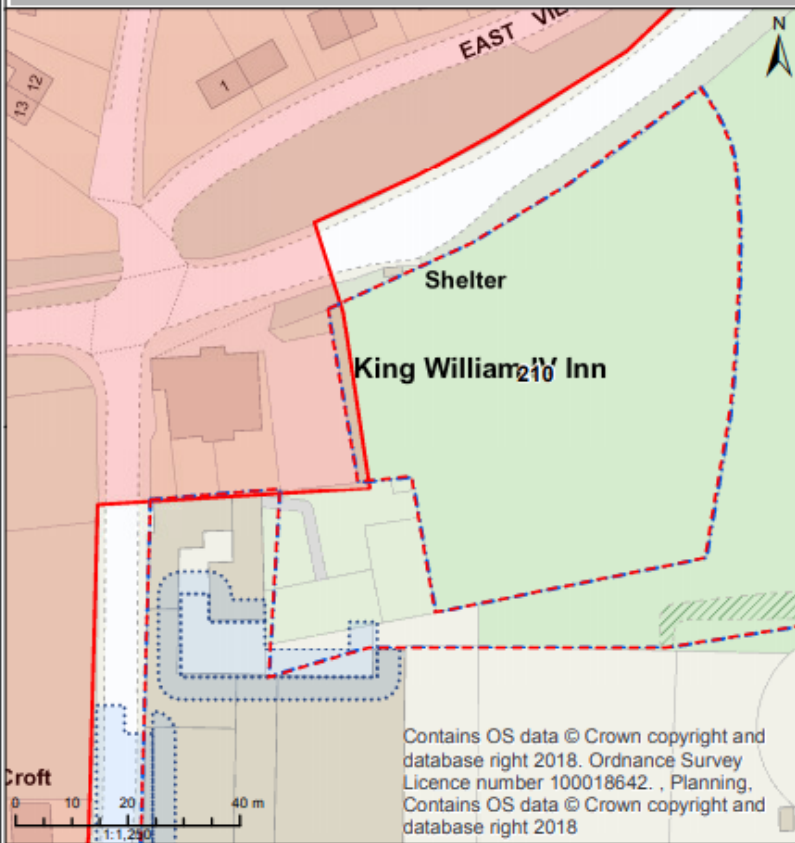 N
EAST VIE
1
13 12
Shelter
King William IV Inn
210
Croft
0 10 20 40 m
1:1,250
Contains OS data © Crown copyright and
database right 2018. Ordnance Survey
Licence number 100018642. , Planning,
Contains OS data © Crown copyright and
database right 2018